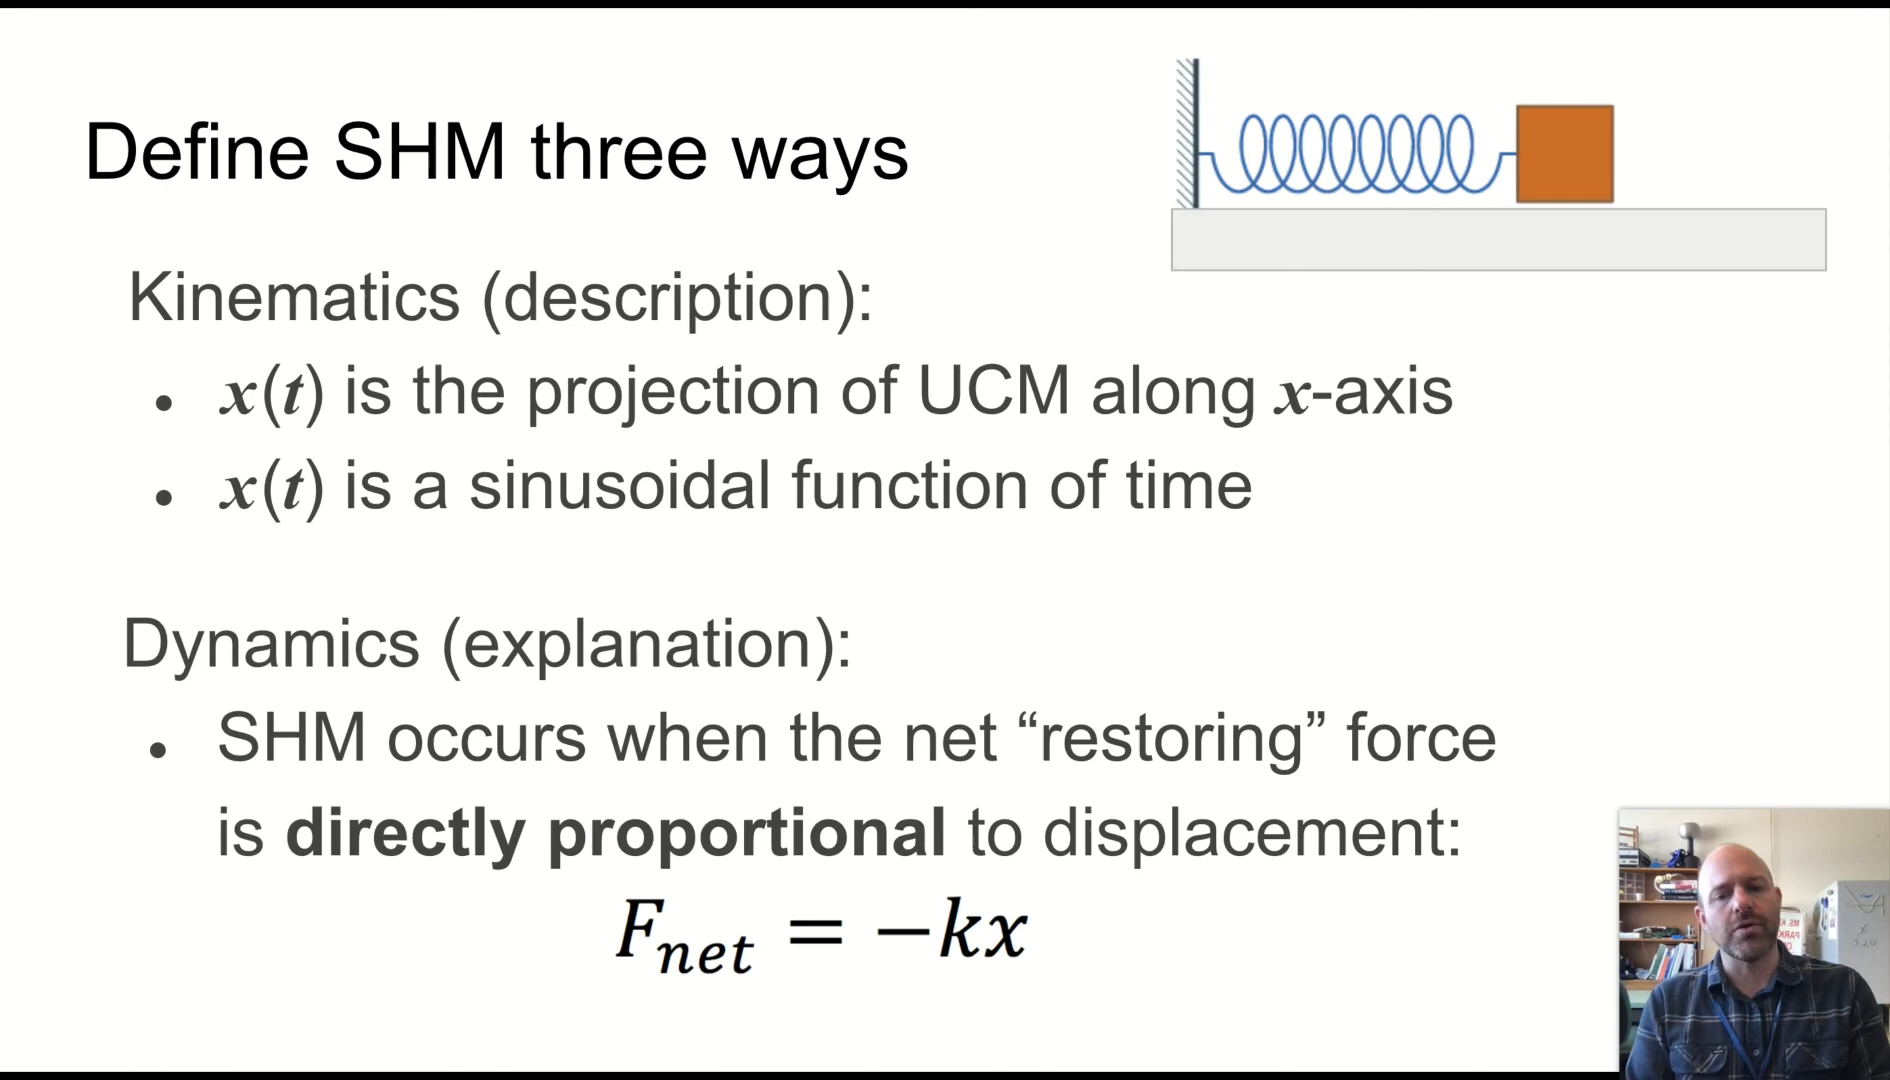 Define SHM three ways
Kinematics (description):
• x(t) is the projection of UCM along x-axis
• x(t) is a sinusoidal function of time
Dynamics (explanation):
• SHM occurs when the net “restoring” force
is directly proportional to displacement:
F_net = −kx